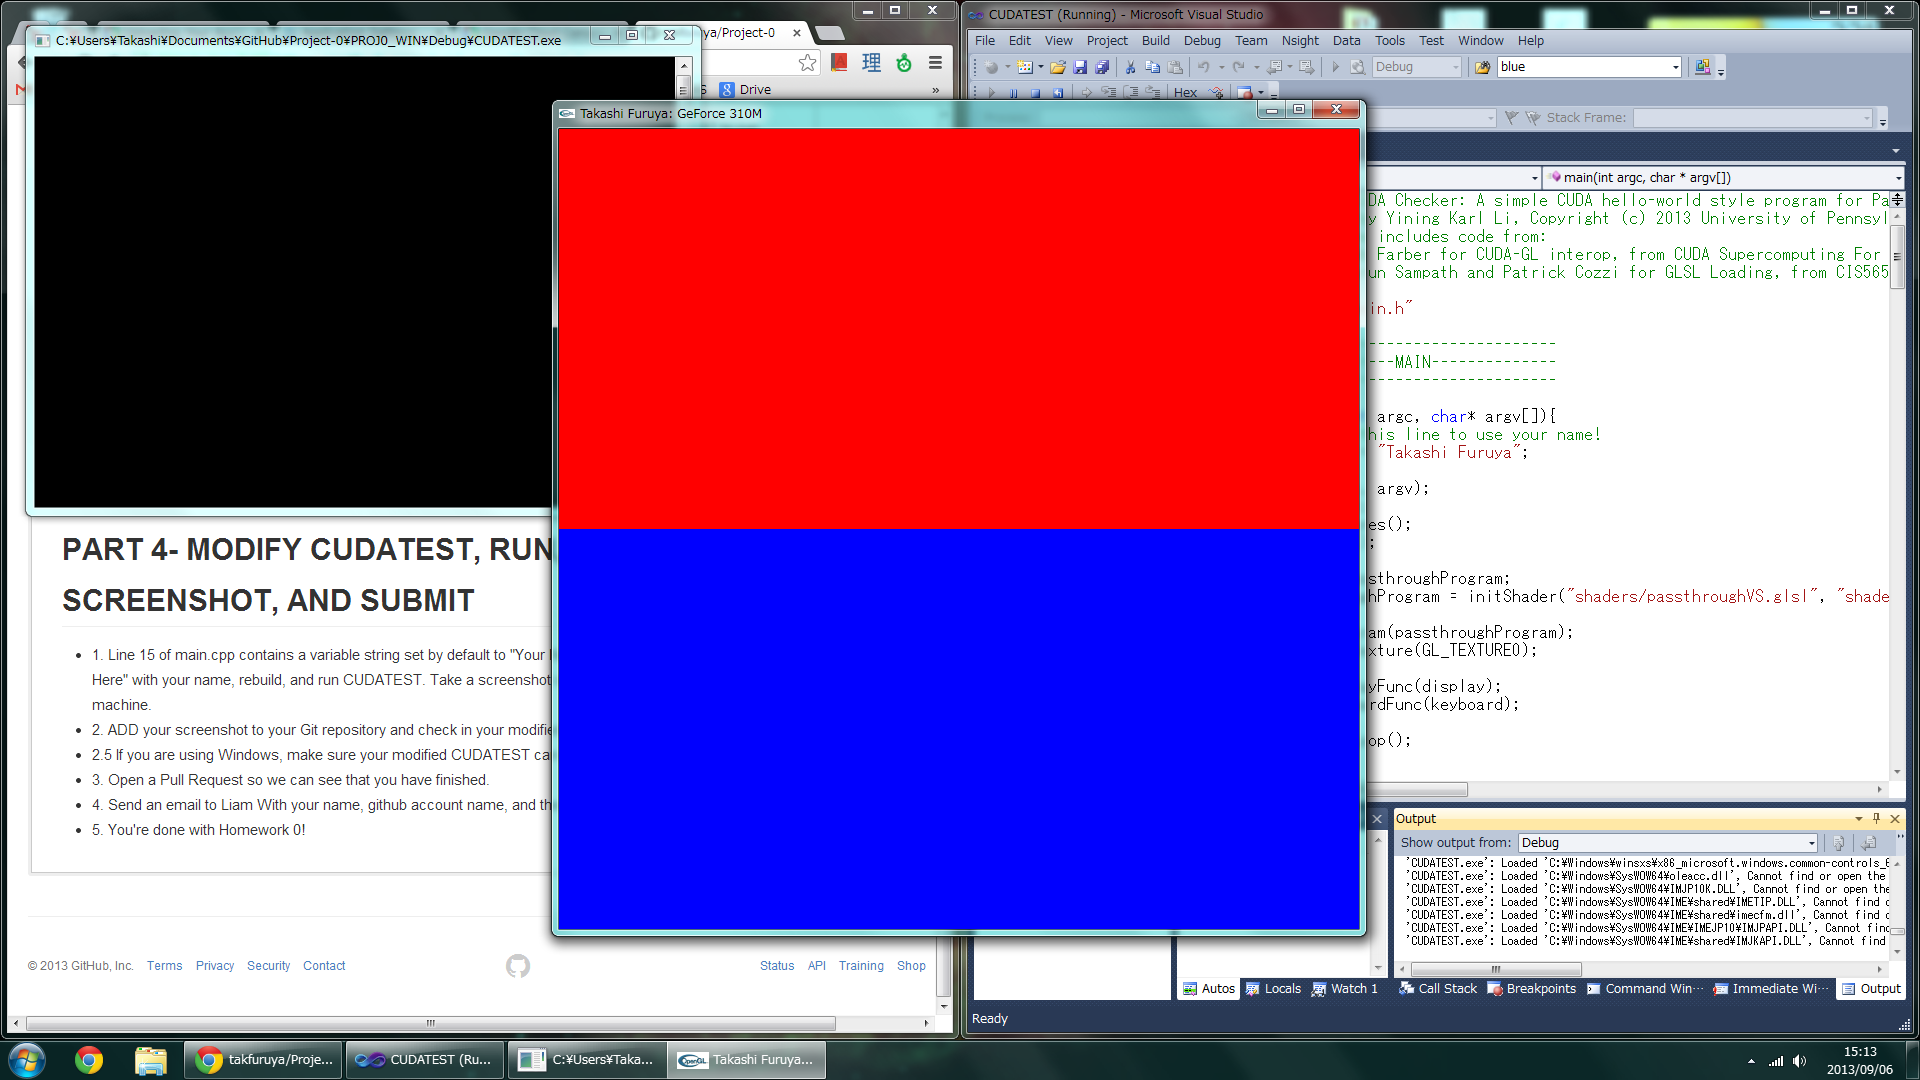 C:¥Users¥Takashi¥Documents¥GitHub¥Project-0¥PROJ0_WIN¥Debug¥CUDATEST.exe
ya/Project-0
理
S
Drive
»
PART 4- MODIFY CUDATEST, RUN
SCREENSHOT, AND SUBMIT
1. Line 15 of main.cpp contains a variable string set by default to "Your
Here" with your name, rebuild, and run CUDATEST. Take a screenshot
machine.
2. ADD your screenshot to your Git repository and check in your modifie
2.5 If you are using Windows, make sure your modified CUDATEST ca
3. Open a Pull Request so we can see that you have finished.
4. Send an email to Liam With your name, github account name, and th
5. You're done with Homework 0!
© 2013 GitHub, Inc. Terms Privacy Security Contact
Status API Training Shop
Takashi Furuya: GeForce 310M
CUDATEST (Running) - Microsoft Visual Studio
File Edit View Project Build Debug Team Nsight Data Tools Test Window Help
Debug
blue
Hex
Stack Frame:
main(int argc, char * argv[])
DA Checker: A simple CUDA hello-world style program for Pa
y Yining Karl Li, Copyright (c) 2013 University of Pennsyl
includes code from:
Farber for CUDA-GL interop, from CUDA Supercomputing For
un Sampath and Patrick Cozzi for GLSL Loading, from CIS565
in.h"
---------------------
---MAIN--------------
---------------------
argc, char* argv[]){
his line to use your name!
"Takashi Furuya";
argv);
es();
;
sthroughProgram;
hProgram = initShader("shaders/passthroughVS.glsl", "shade
am(passthroughProgram);
xture(GL_TEXTURE0);
yFunc(display);
rdFunc(keyboard);
op();
Output
Show output from: Debug
'CUDATEST.exe': Loaded 'C:¥Windows¥winsxs¥x86_microsoft.windows.common-controls_6
'CUDATEST.exe': Loaded 'C:¥Windows¥SysWOW64¥oleacc.dll', Cannot find or open the
'CUDATEST.exe': Loaded 'C:¥Windows¥SysWOW64¥IMJP10K.DLL', Cannot find or open the
'CUDATEST.exe': Loaded 'C:¥Windows¥SysWOW64¥IME¥shared¥IMETIP.DLL', Cannot find o
'CUDATEST.exe': Loaded 'C:¥Windows¥SysWOW64¥IME¥shared¥imecfm.dll', Cannot find o
'CUDATEST.exe': Loaded 'C:¥Windows¥SysWOW64¥IME¥IMEJP10¥IMJPAPI.DLL', Cannot finc
'CUDATEST.exe': Loaded 'C:¥Windows¥SysWOW64¥IME¥shared¥IMJKAPI.DLL', Cannot find
Autos Locals Watch 1
Call Stack Breakpoints Command Win··· Immediate Wi··· Output
Ready
takfuruya/Proje...
CUDATEST (Ru...
C:¥Users¥Taka...
OpenGL
Takashi Furuya...
15:13
2013/09/06